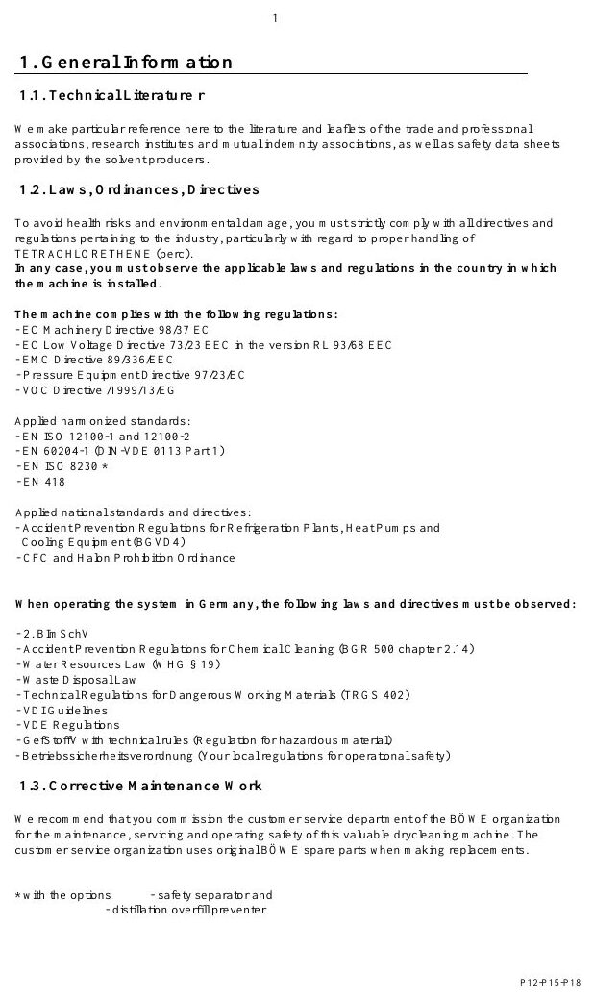 1
1. General Information
1.1. Technical Literature r
We make particular reference here to the literature and leaflets of the trade and professional
associations, research institutes and mutual indemnity associations, as well as safety data sheets
provided by the solvent producers.
1.2. Laws, Ordinances, Directives
To avoid health risks and environmental damage, you must strictly comply with all directives and
regulations pertaining to the industry, particularly with regard to proper handling of
TETRACHLORETHENE (perc).
In any case, you must observe the applicable laws and regulations in the country in which
the machine is installed.
The machine complies with the following regulations:
- EC Machinery Directive 98/37 EC
- EC Low Voltage Directive 73/23 EEC in the version RL 93/68 EEC
- EMC Directive 89/336/EEC
- Pressure Equipment Directive 97/23/EC
- VOC Directive /1999/13/EG
Applied harmonized standards:
- EN ISO 12100-1 and 12100-2
- EN 60204-1 (DIN-VDE 0113 Part 1)
- EN ISO 8230 *
- EN 418
Applied national standards and directives:
- Accident Prevention Regulations for Refrigeration Plants, Heat Pumps and
Cooling Equipment (BGV D4)
- CFC and Halon Prohibition Ordinance
When operating the system in Germany, the following laws and directives must be observed:
- 2. BImSchV
- Accident Prevention Regulations for Chemical Cleaning (BGR 500 chapter 2.14)
- Water Resources Law (WHG § 19)
- Waste Disposal Law
- Technical Regulations for Dangerous Working Materials (TRGS 402)
- VDI Guidelines
- VDE Regulations
- GefStoffV with technical rules (Regulation for hazardous material)
- Betriebssicherheitsverordnung (Your local regulations for operational safety)
1.3. Corrective Maintenance Work
We recommend that you commission the customer service department of the BÖWE organization
for the maintenance, servicing and operating safety of this valuable drycleaning machine. The
customer service organization uses original BÖWE spare parts when making replacements.
* with the options - safety separator and
- distillation overfill preventer
P12-P15-P18